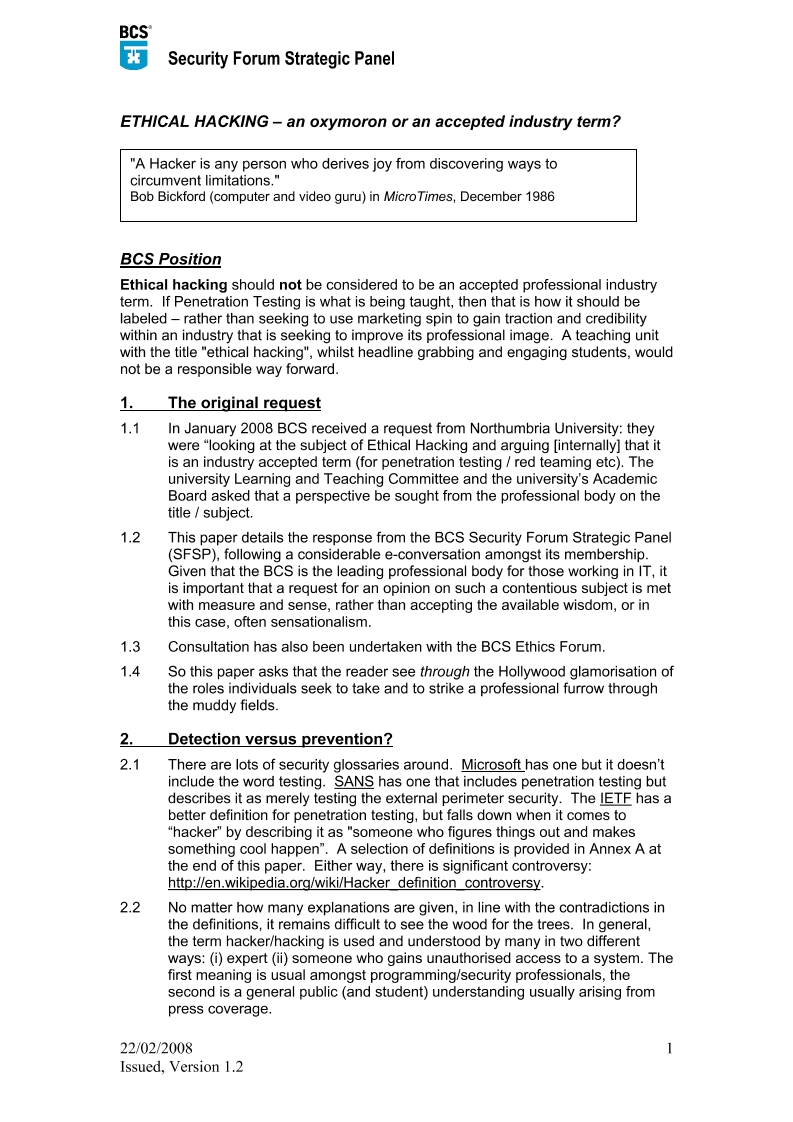 BCS®
Security Forum Strategic Panel
ETHICAL HACKING – an oxymoron or an accepted industry term?
"A Hacker is any person who derives joy from discovering ways to
circumvent limitations."
Bob Bickford (computer and video guru) in MicroTimes, December 1986
BCS Position
Ethical hacking should not be considered to be an accepted professional industry
term.  If Penetration Testing is what is being taught, then that is how it should be
labeled – rather than seeking to use marketing spin to gain traction and credibility
within an industry that is seeking to improve its professional image.  A teaching unit
with the title "ethical hacking", whilst headline grabbing and engaging students, would
not be a responsible way forward.
1. The original request
1.1 In January 2008 BCS received a request from Northumbria University: they
were “looking at the subject of Ethical Hacking and arguing [internally] that it
is an industry accepted term (for penetration testing / red teaming etc). The
university Learning and Teaching Committee and the university’s Academic
Board asked that a perspective be sought from the professional body on the
title / subject.
1.2 This paper details the response from the BCS Security Forum Strategic Panel
(SFSP), following a considerable e-conversation amongst its membership.
Given that the BCS is the leading professional body for those working in IT, it
is important that a request for an opinion on such a contentious subject is met
with measure and sense, rather than accepting the available wisdom, or in
this case, often sensationalism.
1.3 Consultation has also been undertaken with the BCS Ethics Forum.
1.4 So this paper asks that the reader see through the Hollywood glamorisation of
the roles individuals seek to take and to strike a professional furrow through
the muddy fields.
2. Detection versus prevention?
2.1 There are lots of security glossaries around.  Microsoft has one but it doesn’t
include the word testing.  SANS has one that includes penetration testing but
describes it as merely testing the external perimeter security.  The IETF has a
better definition for penetration testing, but falls down when it comes to
“hacker” by describing it as "someone who figures things out and makes
something cool happen”.  A selection of definitions is provided in Annex A at
the end of this paper.  Either way, there is significant controversy:
http://en.wikipedia.org/wiki/Hacker_definition_controversy.
2.2 No matter how many explanations are given, in line with the contradictions in
the definitions, it remains difficult to see the wood for the trees.  In general,
the term hacker/hacking is used and understood by many in two different
ways: (i) expert (ii) someone who gains unauthorised access to a system. The
first meaning is usual amongst programming/security professionals, the
second is a general public (and student) understanding usually arising from
press coverage.
22/02/2008 1
Issued, Version 1.2